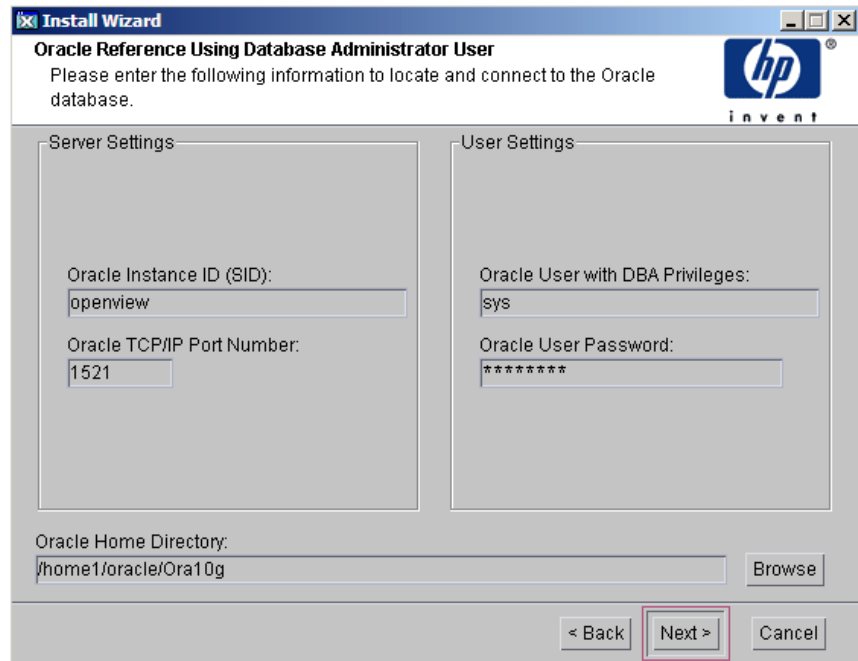 Install Wizard
Oracle Reference Using Database Administrator User
Please enter the following information to locate and connect to the Oracle
database.
hp
®
invent
Server Settings
Oracle Instance ID (SID):
openview
Oracle TCP/IP Port Number:
1521
User Settings
Oracle User with DBA Privileges:
sys
Oracle User Password:
********
Oracle Home Directory:
/home1/oracle/Ora10g
Browse
< Back
Next >
Cancel